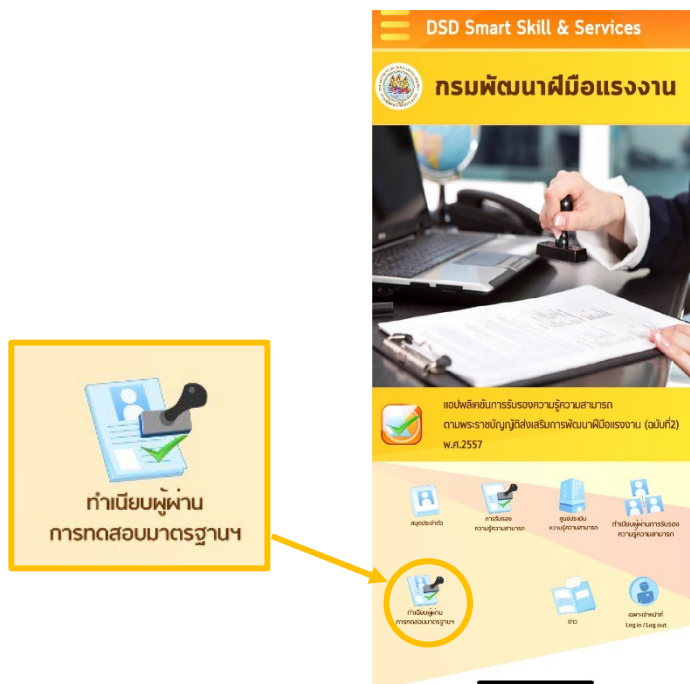 DSD Smart Skill & Services
กรมพัฒนาฝีมือแรงงาน
แอปพลิเคชันการรับรองความรู้ความสามารถ
ตามพระราชบัญญัติส่งเสริมการพัฒนาฝีมือแรงงาน (ฉบับที่2)
พ.ศ.2557
สมุดประจำตัว
การรับรอง
ความรู้ความสามารถ
ศูนย์ประเมิน
ความรู้ความสามารถ
ทำเนียบผู้ผ่านการรับรอง
ความรู้ความสามารถ
ทำเนียบผู้ผ่าน
การทดสอบมาตรฐานฯ
ข่าว
เฉพาะเจ้าหน้าที่
Log in / Log out
ทำเนียบผู้ผ่าน
การทดสอบมาตรฐานฯ